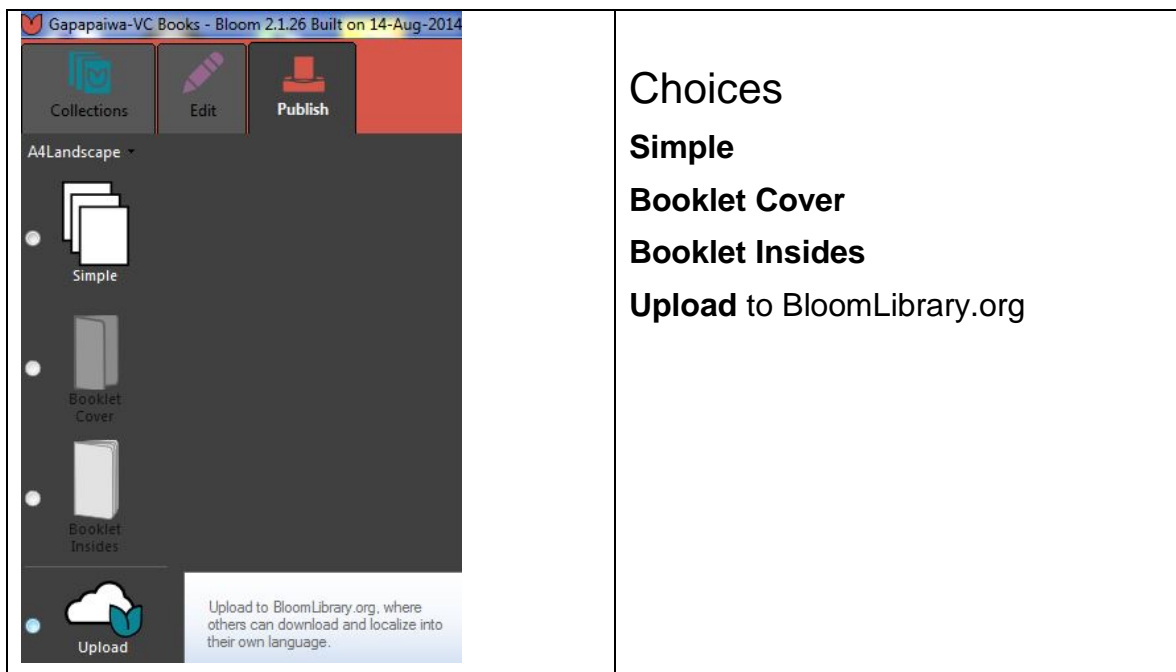 Gapapaiwa-VC Books - Bloom 2.1.26 Built on 14-Aug-2014
Collections
Edit
Publish
A4Landscape
Simple
Booklet
Cover
Booklet
Insides
Upload
Upload to BloomLibrary.org, where
others can download and localize into
their own language.
Choices
Simple
Booklet Cover
Booklet Insides
Upload to BloomLibrary.org